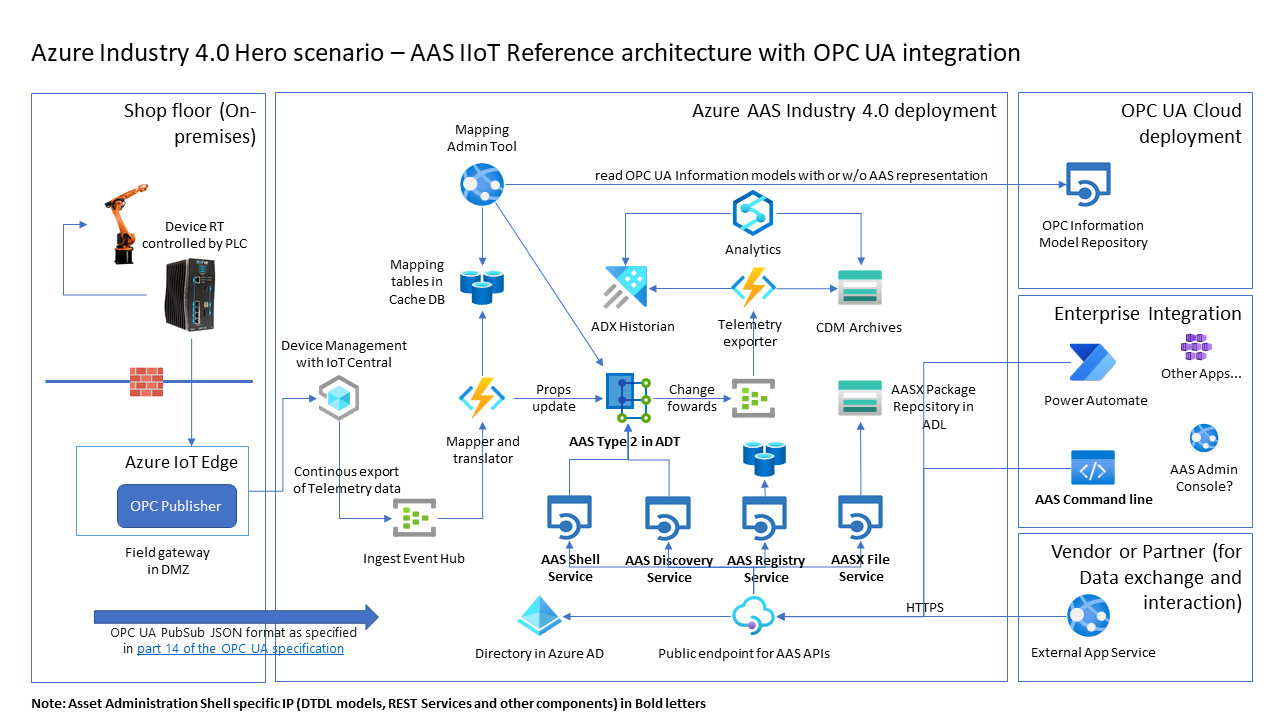 Azure Industry 4.0 Hero scenario – AAS IIoT Reference architecture with OPC UA integration
Shop floor (On-
premises)
Device RT
controlled by PLC
Azure IoT Edge
OPC Publisher
Field gateway
in DMZ
OPC UA PubSub JSON format as specified
in part 14 of the OPC UA specification
Azure AAS Industry 4.0 deployment
Mapping
Admin Tool
read OPC UA Information models with or w/o AAS representation
Analytics
Mapping
tables in
Cache DB
ADX Historian
Telemetry
exporter
CDM Archives
Device Management
with IoT Central
Props
update
Change
fowards
AASX Package
Repository in
ADL
Mapper and
translator
AAS Type 2 in ADT
Continous export
of Telemetry data
Ingest Event Hub
AAS Shell
Service
AAS Discovery
Service
AAS Registry
Service
AASX File
Service
HTTPS
Directory in Azure AD
Public endpoint for AAS APIs
OPC UA Cloud
deployment
OPC Information
Model Repository
Enterprise Integration
Other Apps...
Power Automate
AAS Admin
Console?
AAS Command line
Vendor or Partner (for
Data exchange and
interaction)
External App Service
Note: Asset Administration Shell specific IP (DTDL models, REST Services and other components) in Bold letters